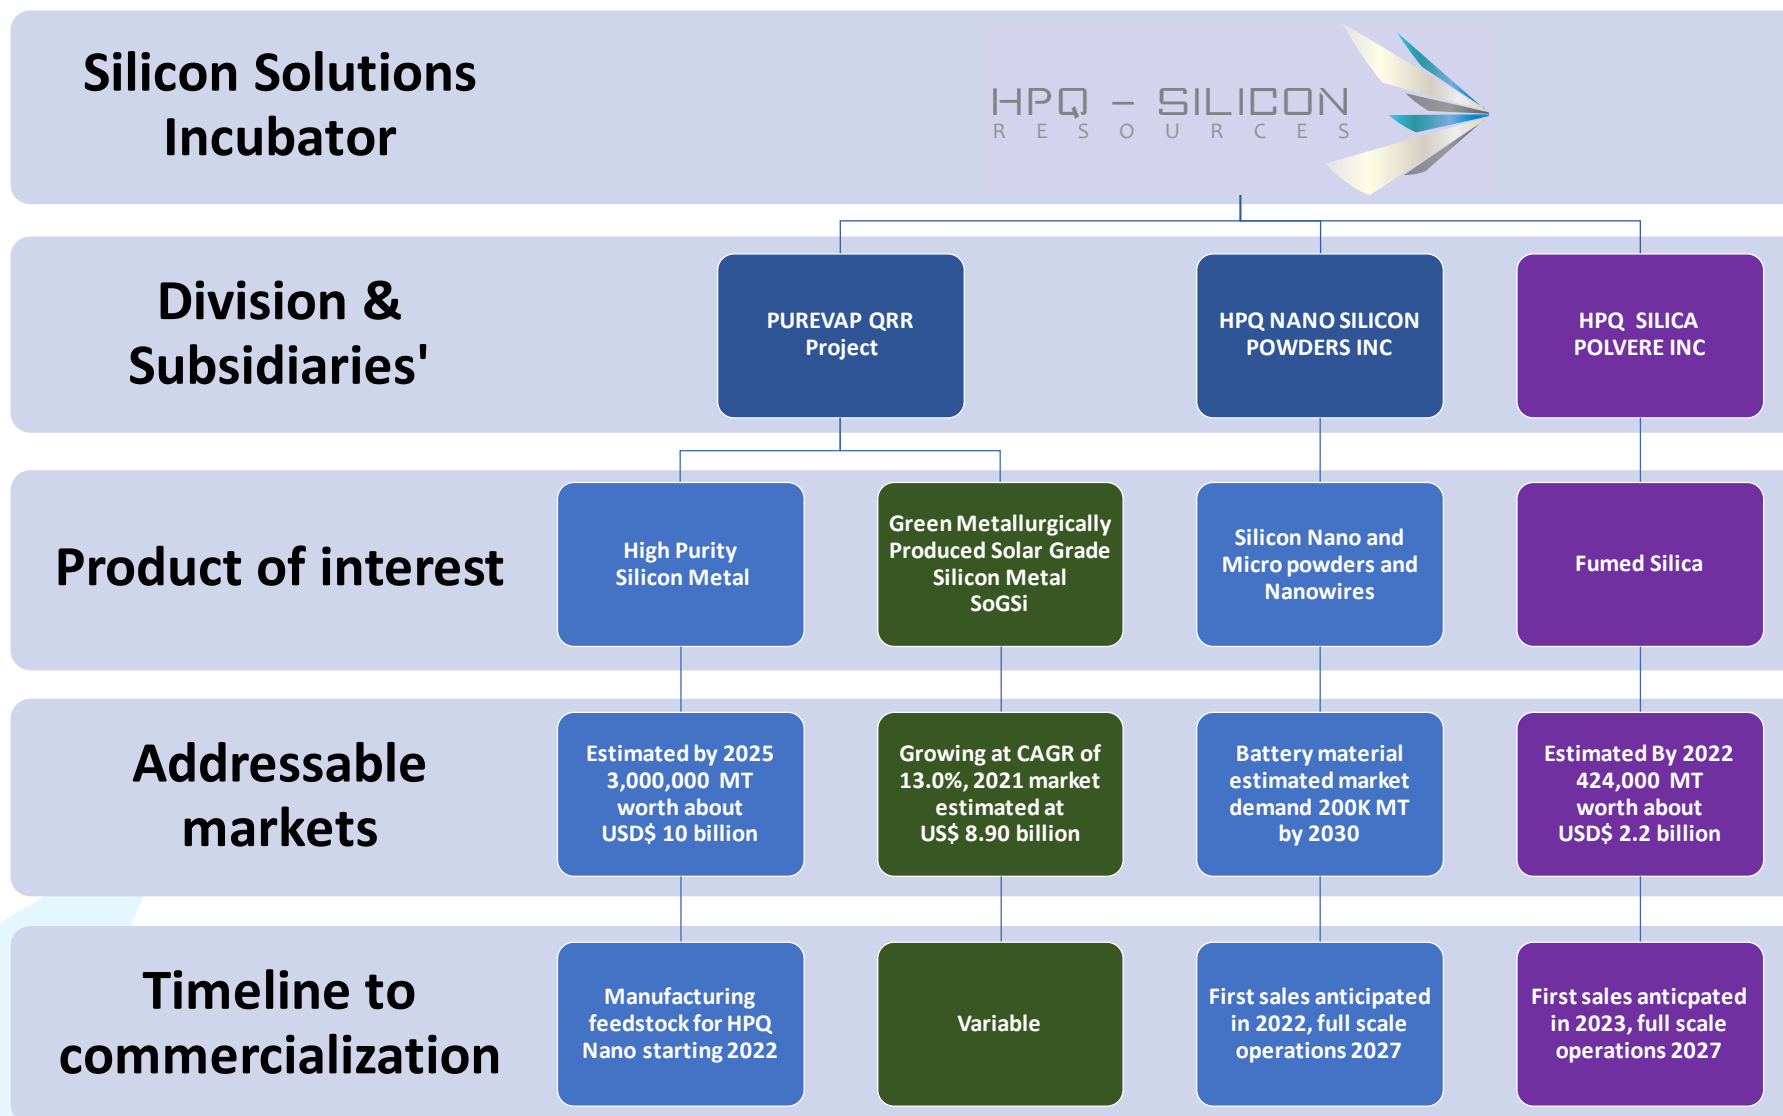 Silicon Solutions
Incubator
HPQ – SILICON
RESOURCES
Division &
Subsidiaries'
PUREVAP QRR
Project
HPQ NANO SILICON
POWDERS INC
HPQ SILICA
POLVERE INC
Product of interest
High Purity
Silicon Metal
Green Metallurgically
Produced Solar Grade
Silicon Metal
SoGSi
Silicon Nano and
Micro powders and
Nanowires
Fumed Silica
Addressable
markets
Estimated by 2025
3,000,000 MT
worth about
USD$ 10 billion
Growing at CAGR of
13.0%, 2021 market
estimated at
US$ 8.90 billion
Battery material
estimated market
demand 200K MT
by 2030
Estimated By 2022
424,000 MT
worth about
USD$ 2.2 billion
Timeline to
commercialization
Manufacturing
feedstock for HPQ
Nano starting 2022
Variable
First sales anticipated
in 2022, full scale
operations 2027
First sales anticpated
in 2023, full scale
operations 2027